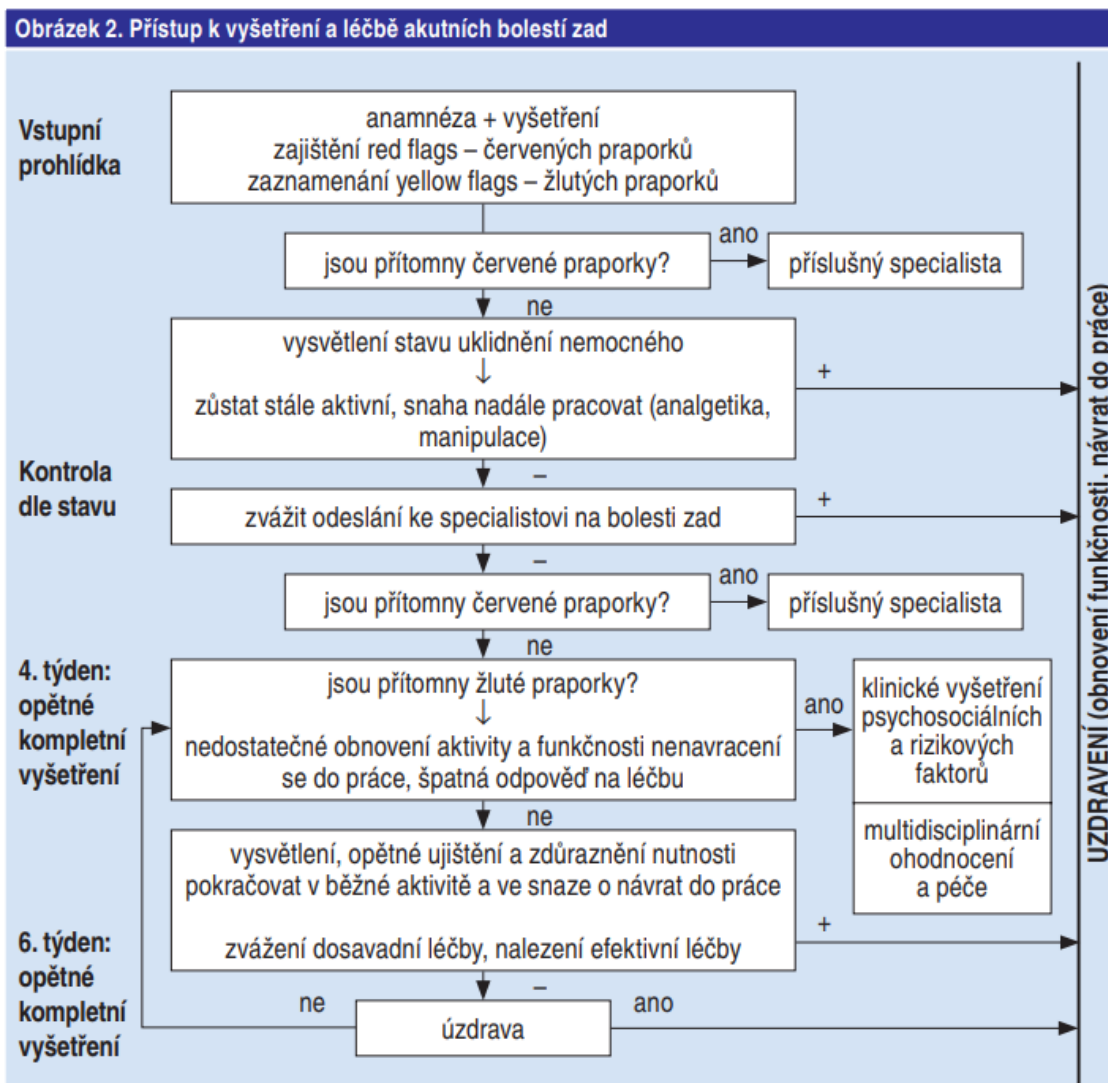 Obrázek 2. Přístup k vyšetření a léčbě akutních bolestí zad
Vstupní
prohlídka
anamnéza + vyšetření
zajištění red flags – červených praporků
zaznamenání yellow flags – žlutých praporků
jsou přítomny červené praporky?
ano
příslušný specialista
ne
vysvětlení stavu uklidnění nemocného
↓
zůstat stále aktivní, snaha nadále pracovat (analgetika,
manipulace)
+
Kontrola
dle stavu
–
zvážit odeslání ke specialistovi na bolesti zad
+
–
jsou přítomny červené praporky?
ano
příslušný specialista
ne
4. týden:
opětné
kompletní
vyšetření
jsou přítomny žluté praporky?
↓
nedostatečné obnovení aktivity a funkčnosti nenavracení
se do práce, špatná odpověď na léčbu
ano
klinické vyšetření
psychosociálních
a rizikových
faktorů
multidisciplinární
ohodnocení
a péče
ne
vysvětlení, opětné ujištění a zdůraznění nutnosti
pokračovat v běžné aktivitě a ve snaze o návrat do práce
zvážení dosavadní léčby, nalezení efektivní léčby
+
6. týden:
opětné
kompletní
vyšetření
–
ne
úzdrava
ano
UZDRAVENÍ (obnovení funkčnosti, návrat do práce)